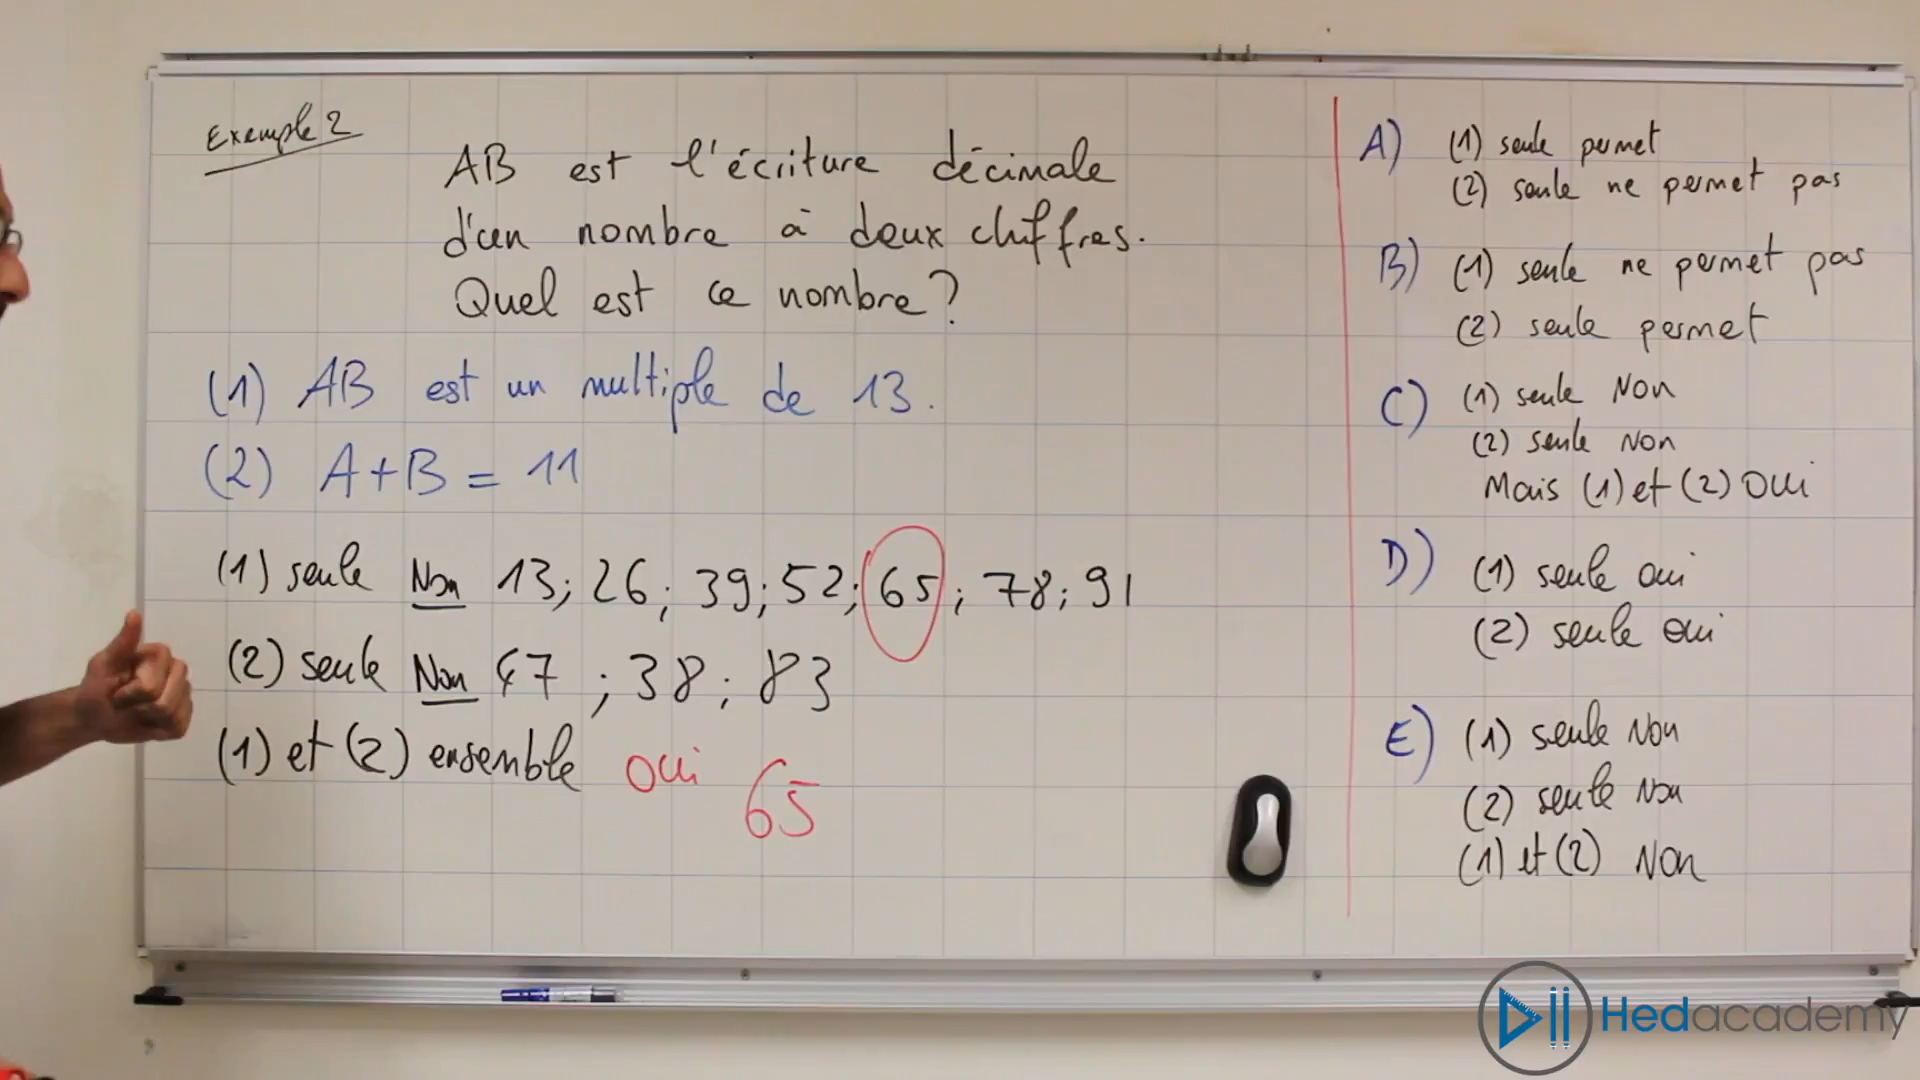 Exemple 2
AB est l'écriture décimale
d'un nombre à deux chiffres.
Quel est ce nombre?
(1) AB est un multiple de 13.
(2) A+B = 11
(1) seule Non 13; 26; 39; 52; 65; 78; 91
(2) seule Non 47 ; 38 ; 83
(1) et (2) ensemble oui 65
A) (1) seule permet
(2) seule ne permet pas
B) (1) seule ne permet pas
(2) seule permet
C) (1) seule Non
(2) seule Non
Mais (1) et (2) Oui
D) (1) seule oui
(2) seule oui
E) (1) seule Non
(2) seule Non
(1) et (2) Non
Hedacademy